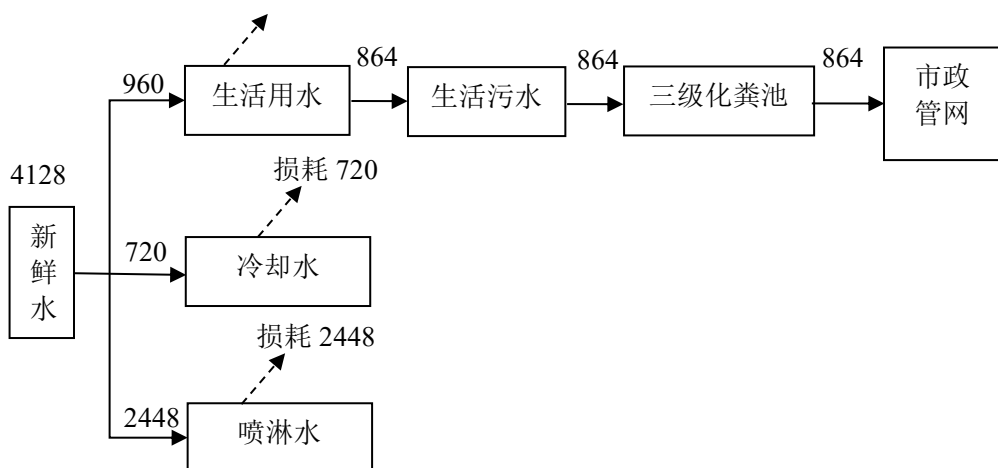 960
生活用水
864
生活污水
864
三级化粪池
864
市政
管网
4128
新
鲜
水
损耗 720
720
冷却水
损耗 2448
2448
喷淋水